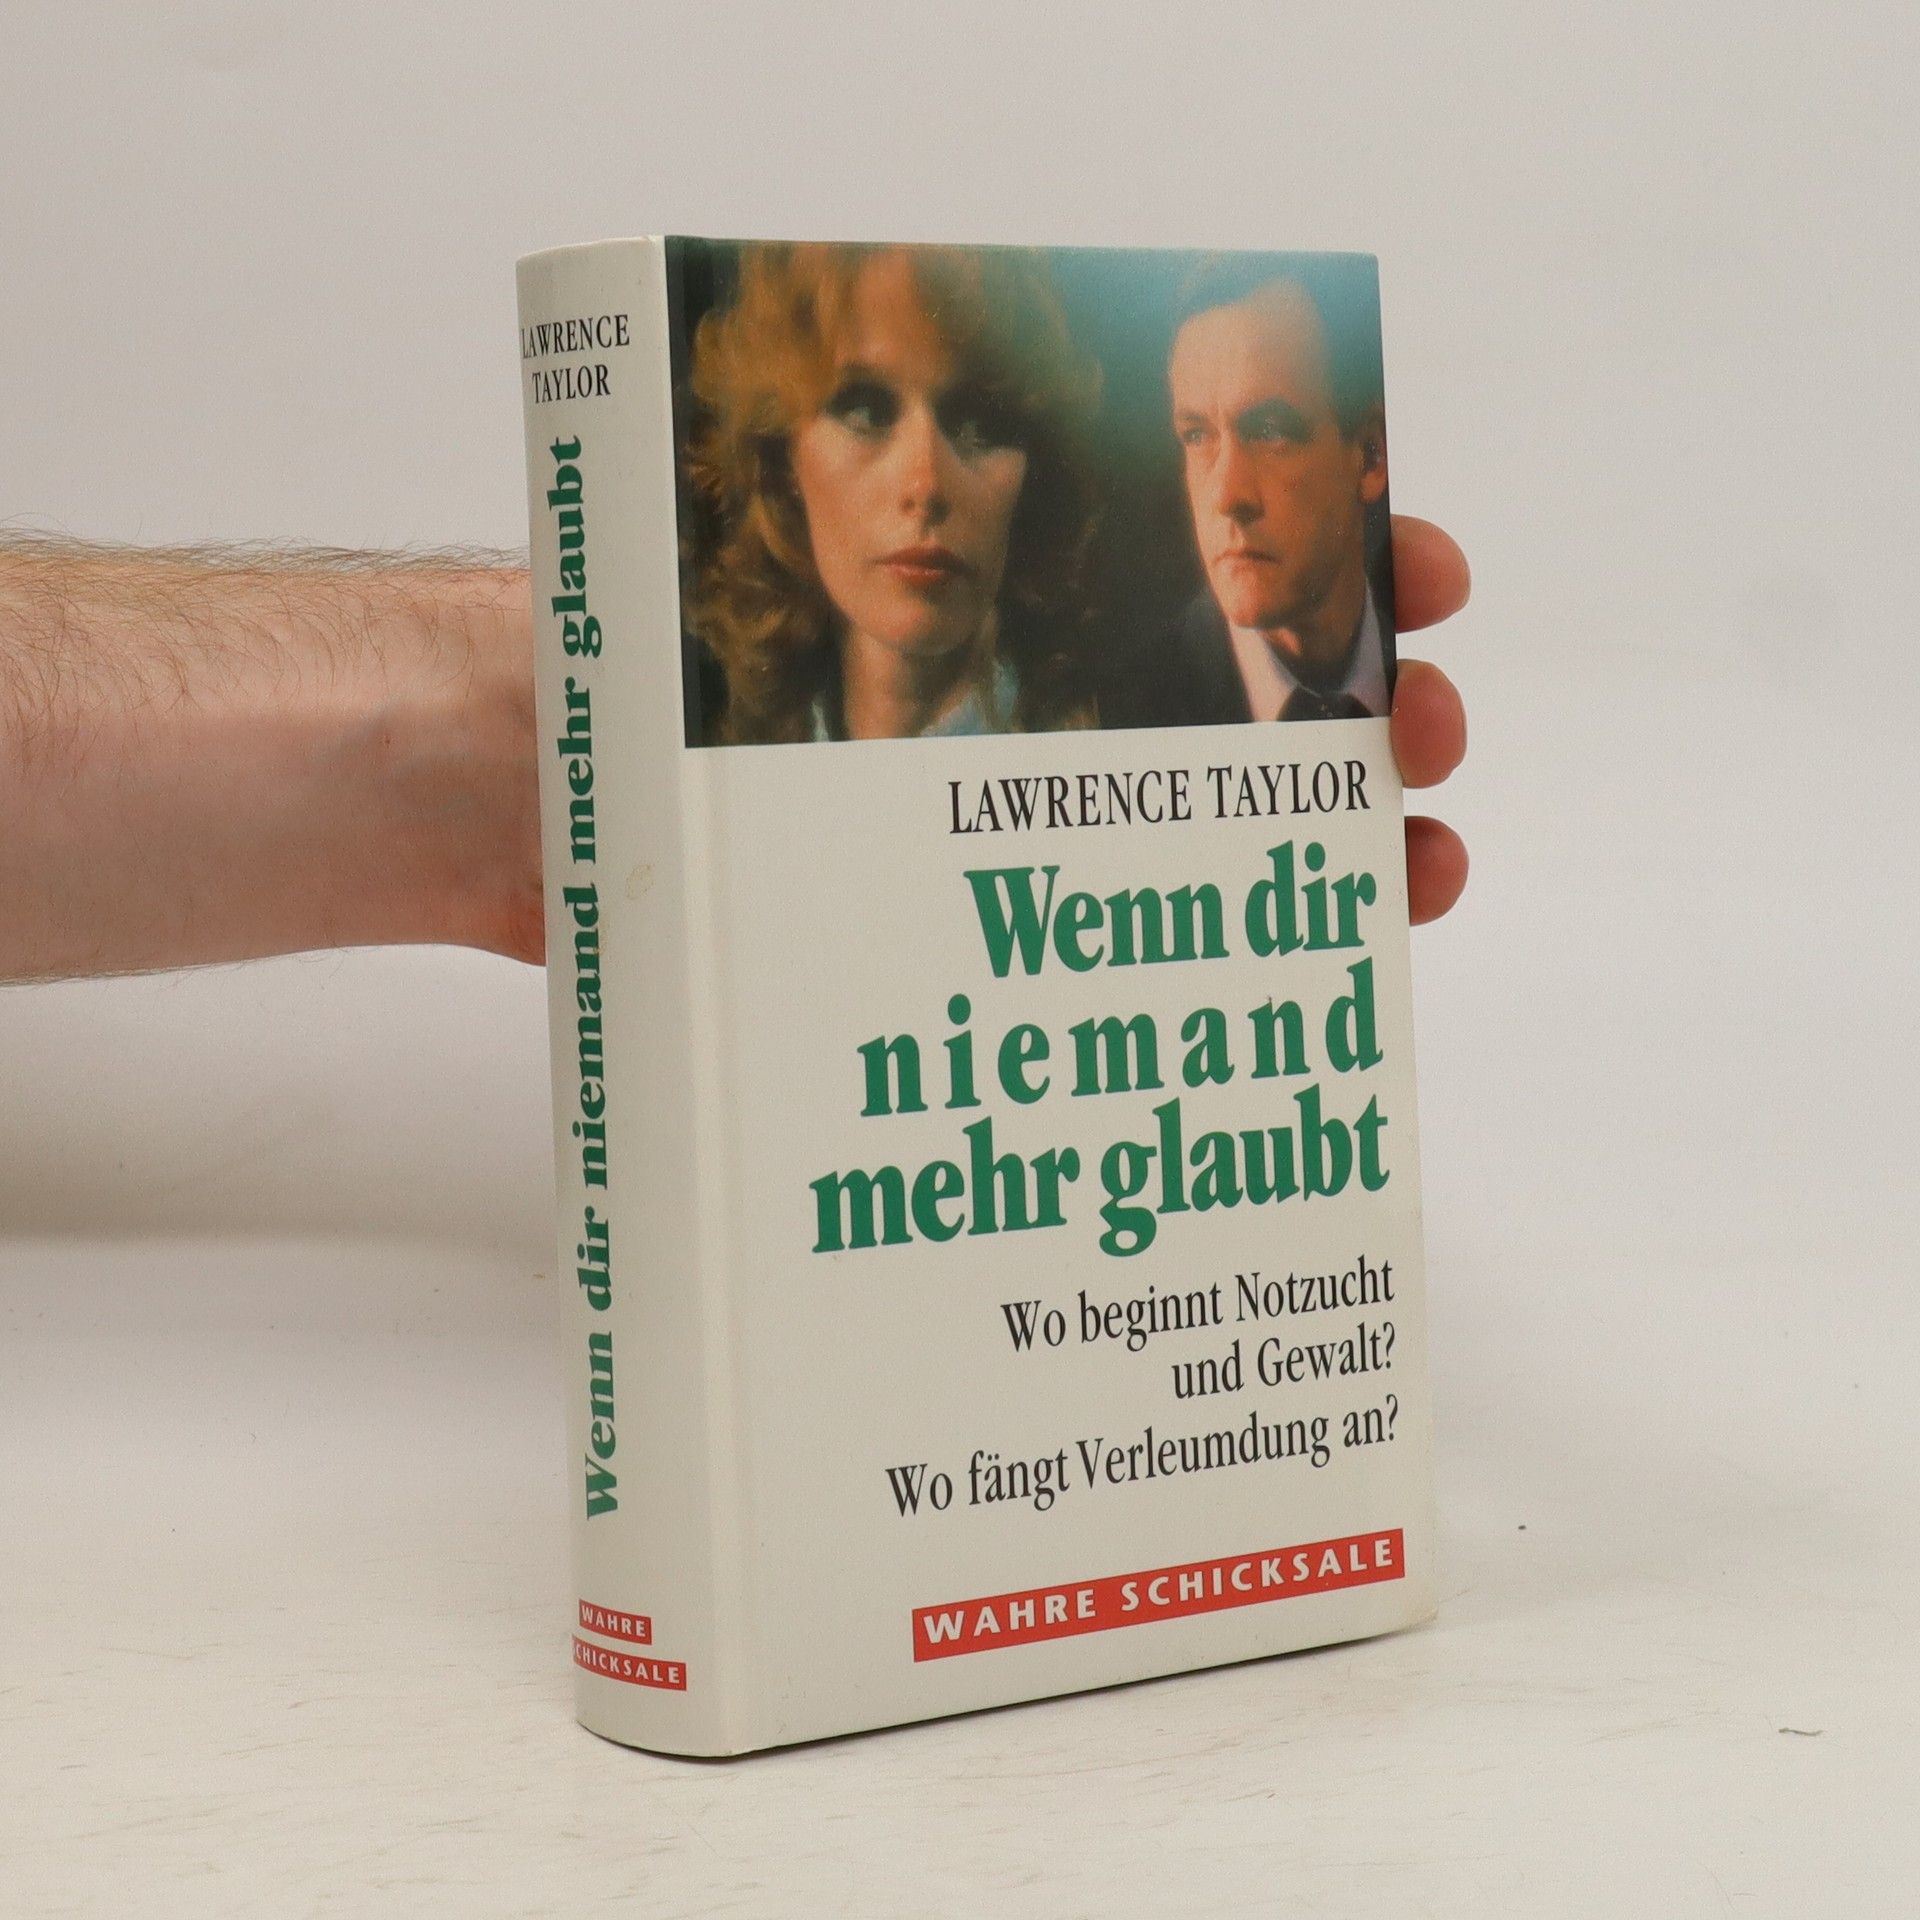 LAWRENCE
TAYLOR
Wenn dir niemand mehr glaubt
WAHRE
SCHICKSALE
LAWRENCE TAYLOR
Wenn dir
niemand
mehr glaubt
Wo beginnt Notzucht
und Gewalt?
Wo fängt Verleumdung an?
WAHRE SCHICKSALE